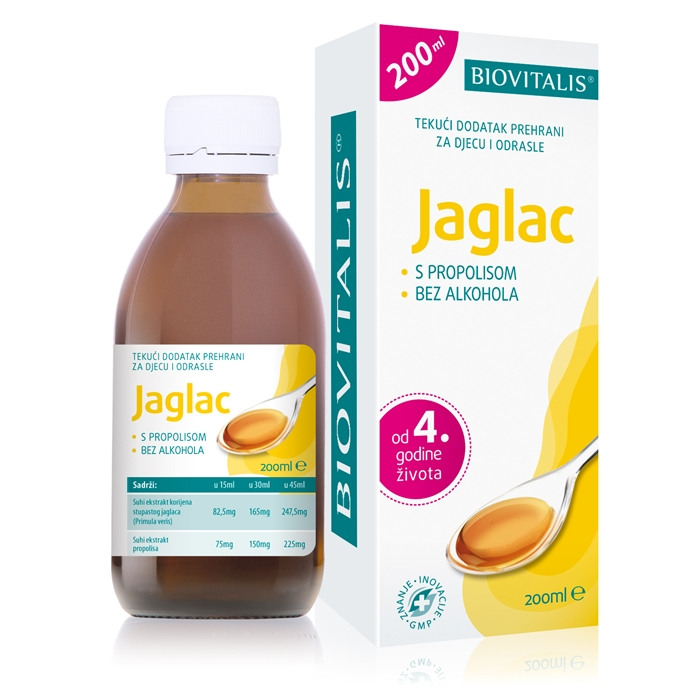 TEKUĆI DODATAK PREHRANI
ZA DJECU I ODRASLE
Jaglac
• S PROPOLISOM
• BEZ ALKOHOLA
200ml e
Sadrži: u 15ml u 30ml u 45ml
Suhi ekstrakt korijena
stupastog jaglaca
(Primula veris) 82,5mg 165mg 247,5mg
Suhi ekstrakt
propolisa 75mg 150mg 225mg
BIOVITALIS®
200 ml
BIOVITALIS®
TEKUĆI DODATAK PREHRANI
ZA DJECU I ODRASLE
Jaglac
• S PROPOLISOM
• BEZ ALKOHOLA
od 4.
godine
života
ZNANJE · INOVACIJE · GMP ·
200ml e